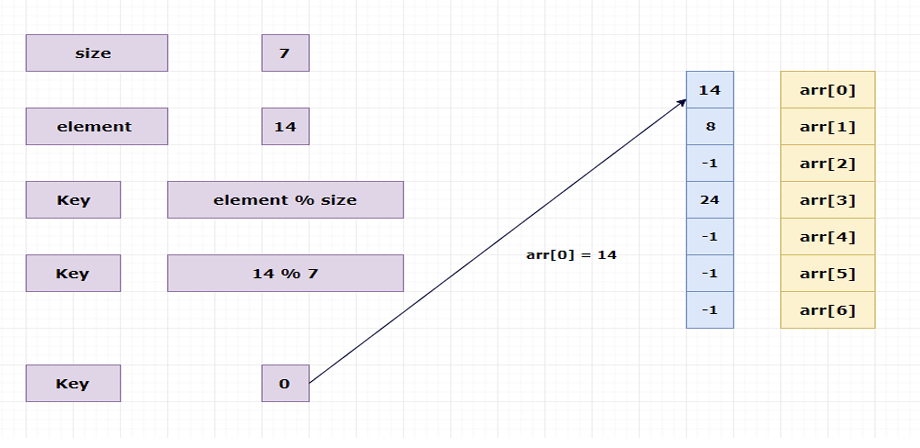 size 7
element 14
Key element % size
Key 14 % 7
Key 0
arr[0] = 14
14 arr[0]
8 arr[1]
-1 arr[2]
24 arr[3]
-1 arr[4]
-1 arr[5]
-1 arr[6]